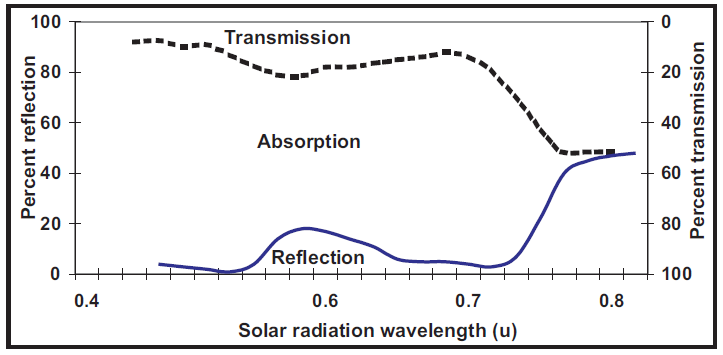 Percent reflection
100
80
60
40
20
0
Transmission
Absorption
Reflection
0
20
40
60
80
100
Percent transmission
0.4
0.6
0.7
0.8
Solar radiation wavelength (u)